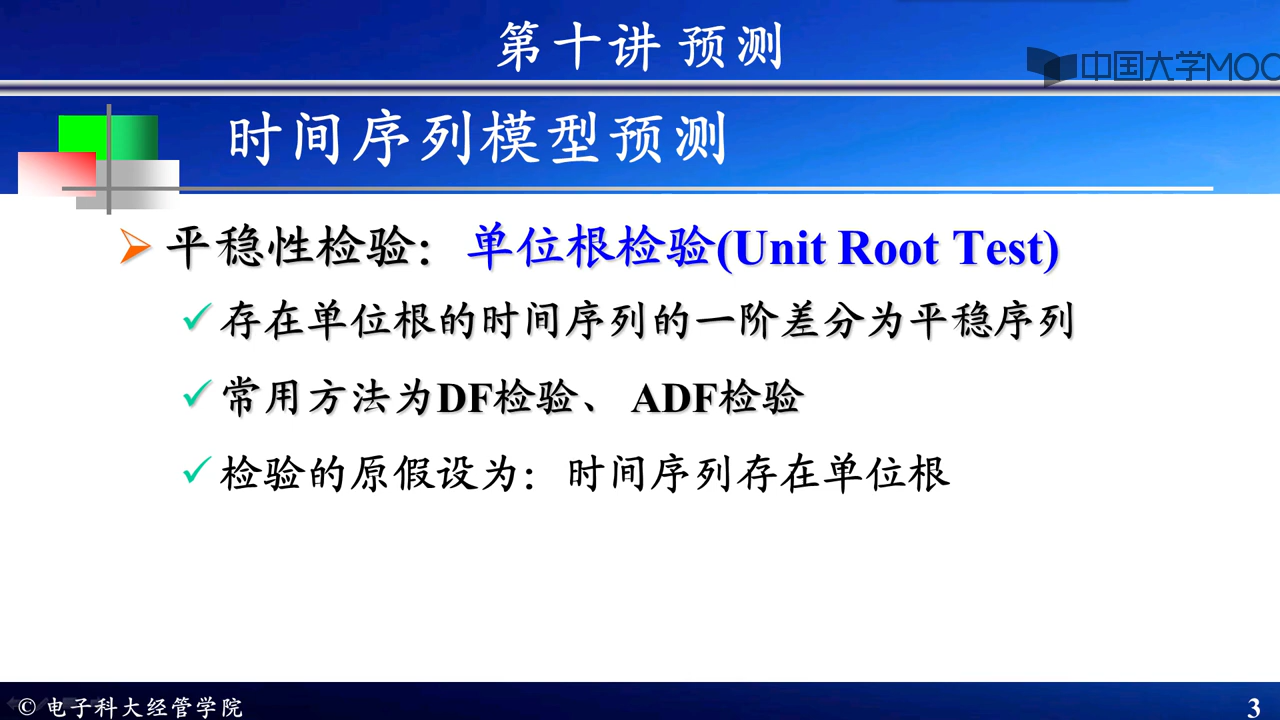 第十讲 预测
中国大学MOC
时间序列模型预测
平稳性检验：单位根检验(Unit Root Test)
存在单位根的时间序列的一阶差分为平稳序列
常用方法为DF检验、 ADF检验
检验的原假设为：时间序列存在单位根
© 电子科大经管学院
3